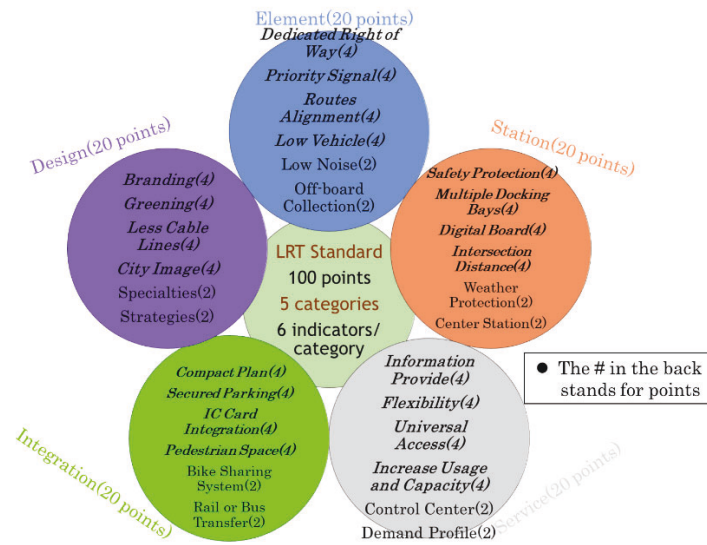 Element(20 points)
Dedicated Right of
Way(4)
Priority Signal(4)
Routes
Alignment(4)
Low Vehicle(4)
Low Noise(2)
Off-board
Collection(2)
Design(20 points)
Branding(4)
Greening(4)
Less Cable
Lines(4)
City Image(4)
Specialties(2)
Strategies(2)
Station(20 points)
Safety Protection(4)
Multiple Docking
Bays(4)
Digital Board(4)
Intersection
Distance(4)
Weather
Protection(2)
Center Station(2)
LRT Standard
100 points
5 categories
6 indicators/
category
Integration(20 points)
Compact Plan(4)
Secured Parking(4)
IC Card
Integration(4)
Pedestrian Space(4)
Bike Sharing
System(2)
Rail or Bus
Transfer(2)
Information
Provide(4)
Flexibility(4)
Universal
Access(4)
Increase Usage
and Capacity(4)
Control Center(2)
Demand Profile(2)
Service(20 points)
● The # in the back
stands for points